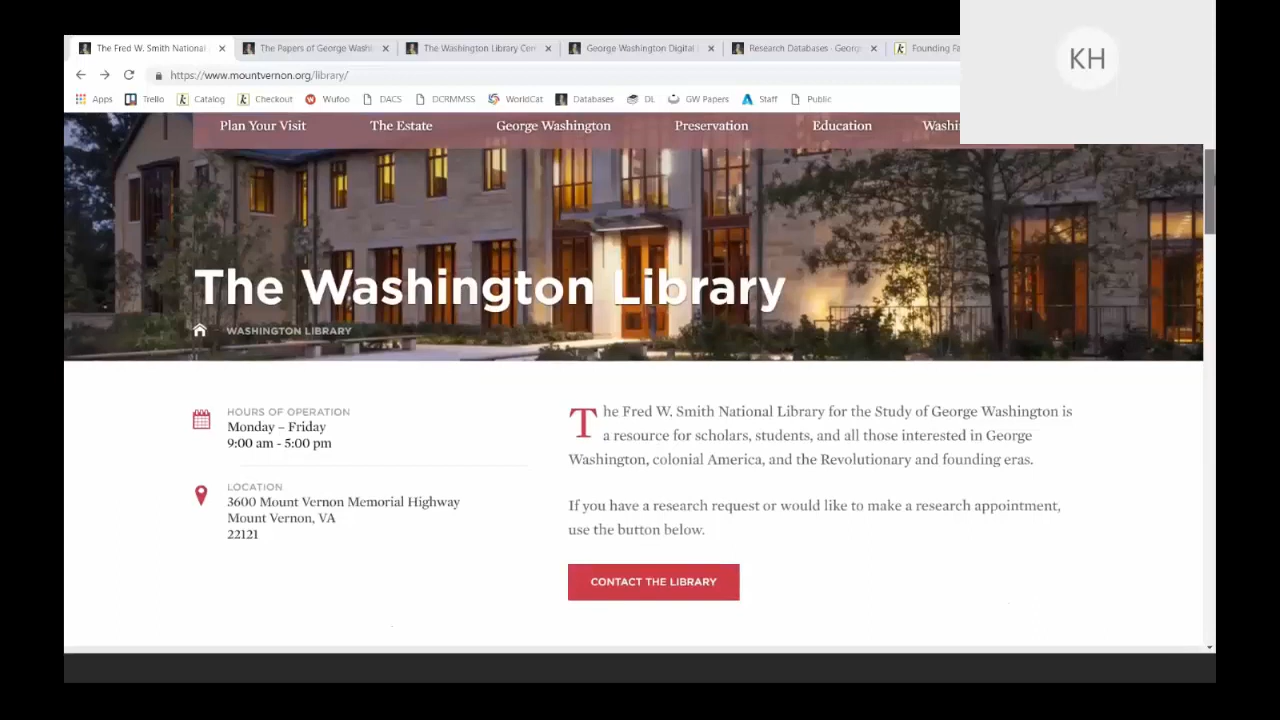 The Fred W. Smith National
The Papers of George Washi
The Washington Library Cen
George Washington Digital
Research Databases · Georg
Founding Fa
KH
https://www.mountvernon.org/library/
Apps Trello Catalog Checkout Wufoo DACS DCRMMSS WorldCat Databases DL GW Papers Staff Public
Plan Your Visit The Estate George Washington Preservation Education Washi
The Washington Library
WASHINGTON LIBRARY
HOURS OF OPERATION
Monday – Friday
9:00 am - 5:00 pm
LOCATION
3600 Mount Vernon Memorial Highway
Mount Vernon, VA
22121
The Fred W. Smith National Library for the Study of George Washington is
a resource for scholars, students, and all those interested in George
Washington, colonial America, and the Revolutionary and founding eras.
If you have a research request or would like to make a research appointment,
use the button below.
CONTACT THE LIBRARY